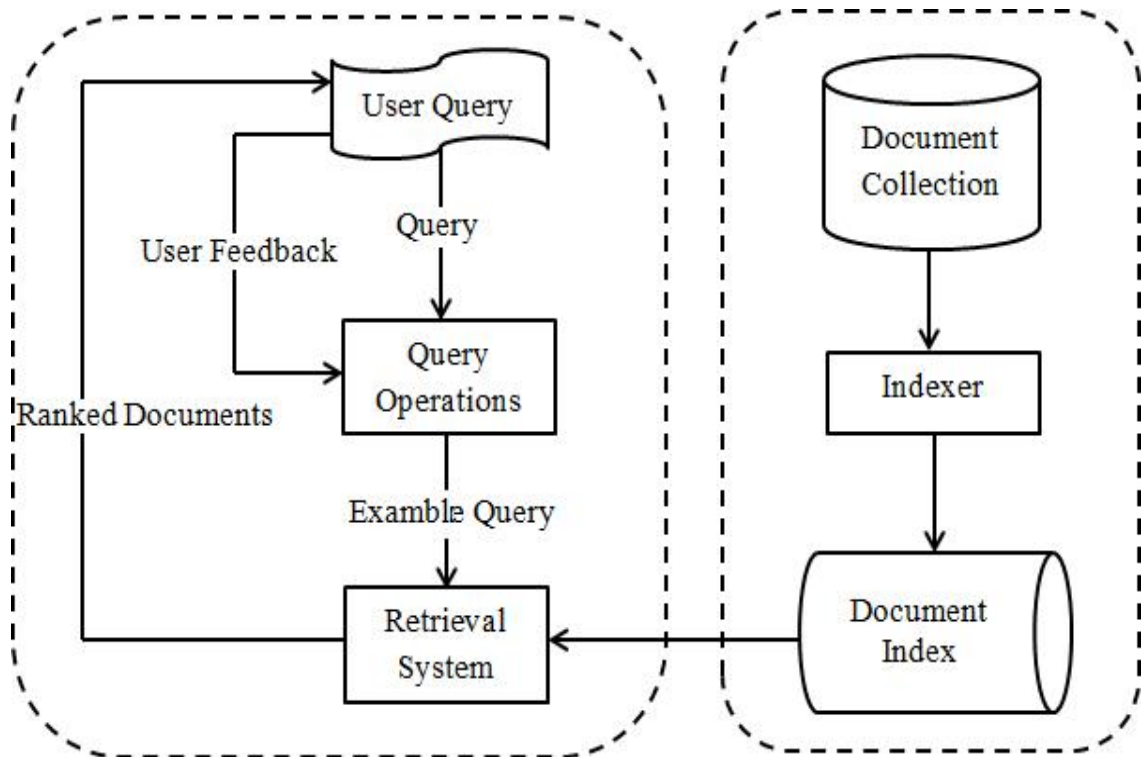 User Query
Query
User Feedback
Query
Operations
Ranked Documents
Examble Query
Retrieval
System
Document
Collection
Indexer
Document
Index